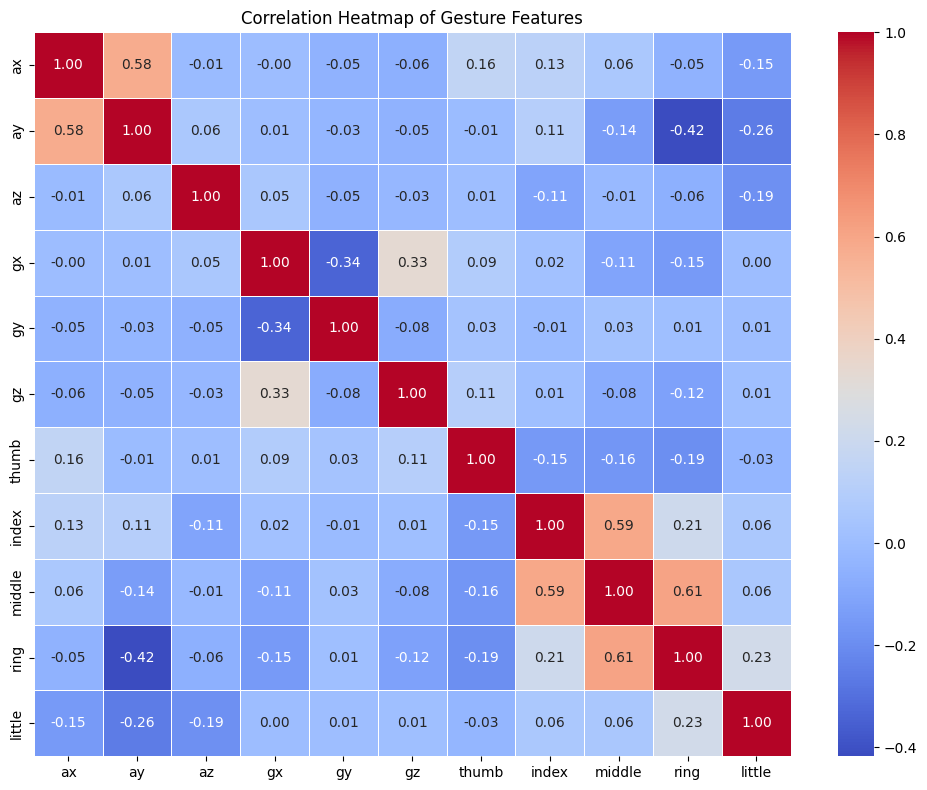 Correlation Heatmap of Gesture Features
ax 1.00 0.58 -0.01 -0.00 -0.05 -0.06 0.16 0.13 0.06 -0.05 -0.15
ay 0.58 1.00 0.06 0.01 -0.03 -0.05 -0.01 0.11 -0.14 -0.42 -0.26
az -0.01 0.06 1.00 0.05 -0.05 -0.03 0.01 -0.11 -0.01 -0.06 -0.19
gx -0.00 0.01 0.05 1.00 -0.34 0.33 0.09 0.02 -0.11 -0.15 0.00
gy -0.05 -0.03 -0.05 -0.34 1.00 -0.08 0.03 -0.01 0.03 0.01 0.01
gz -0.06 -0.05 -0.03 0.33 -0.08 1.00 0.11 0.01 -0.08 -0.12 0.01
thumb 0.16 -0.01 0.01 0.09 0.03 0.11 1.00 -0.15 -0.16 -0.19 -0.03
index 0.13 0.11 -0.11 0.02 -0.01 0.01 -0.15 1.00 0.59 0.21 0.06
middle 0.06 -0.14 -0.01 -0.11 0.03 -0.08 -0.16 0.59 1.00 0.61 0.06
ring -0.05 -0.42 -0.06 -0.15 0.01 -0.12 -0.19 0.21 0.61 1.00 0.23
little -0.15 -0.26 -0.19 0.00 0.01 0.01 -0.03 0.06 0.06 0.23 1.00
ax ay az gx gy gz thumb index middle ring little
1.0
0.8
0.6
0.4
0.2
0.0
-0.2
-0.4